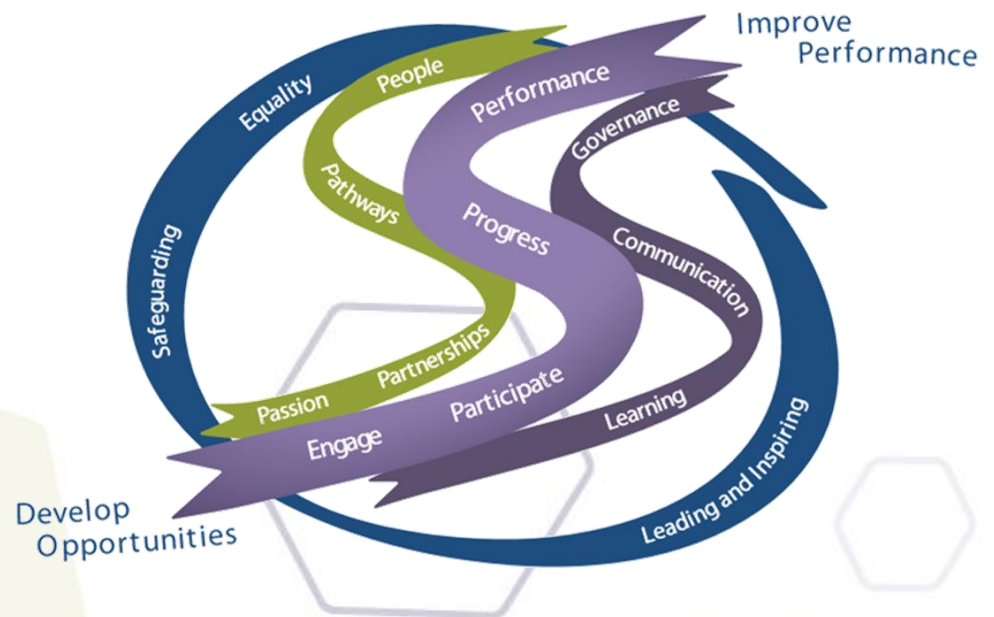 Improve
Performance
Equality
Safeguarding
People
Pathways
Partnerships
Passion
Performance
Progress
Participate
Engage
Governance
Communication
Learning
Leading and Inspiring
Develop
Opportunities